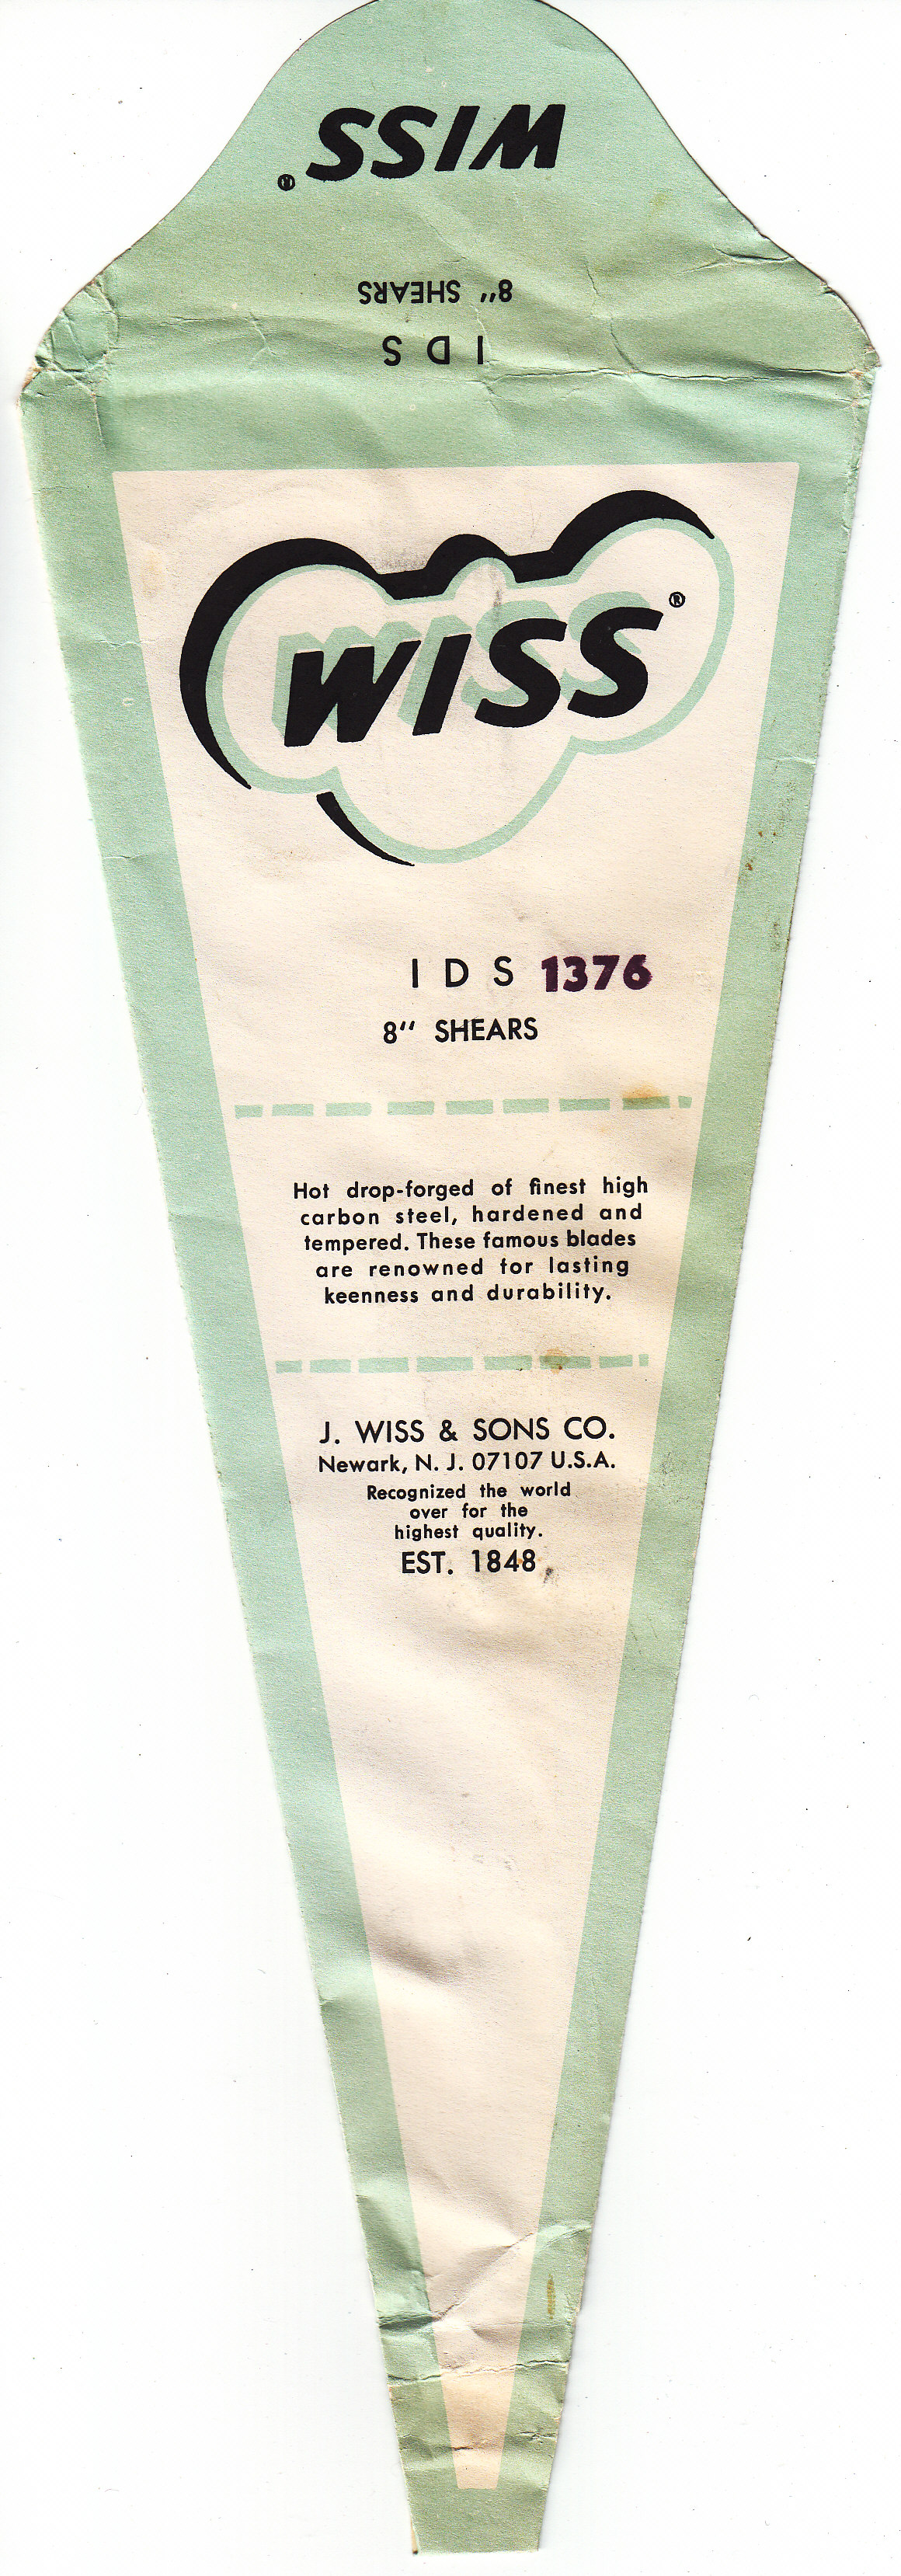 WISS®
8" SHEARS
I D S
WISS®
I D S 1376
8" SHEARS
Hot drop-forged of finest high
carbon steel, hardened and
tempered. These famous blades
are renowned for lasting
keenness and durability.
J. WISS & SONS CO.
Newark, N. J. 07107 U.S.A.
Recognized the world
over for the
highest quality.
EST. 1848